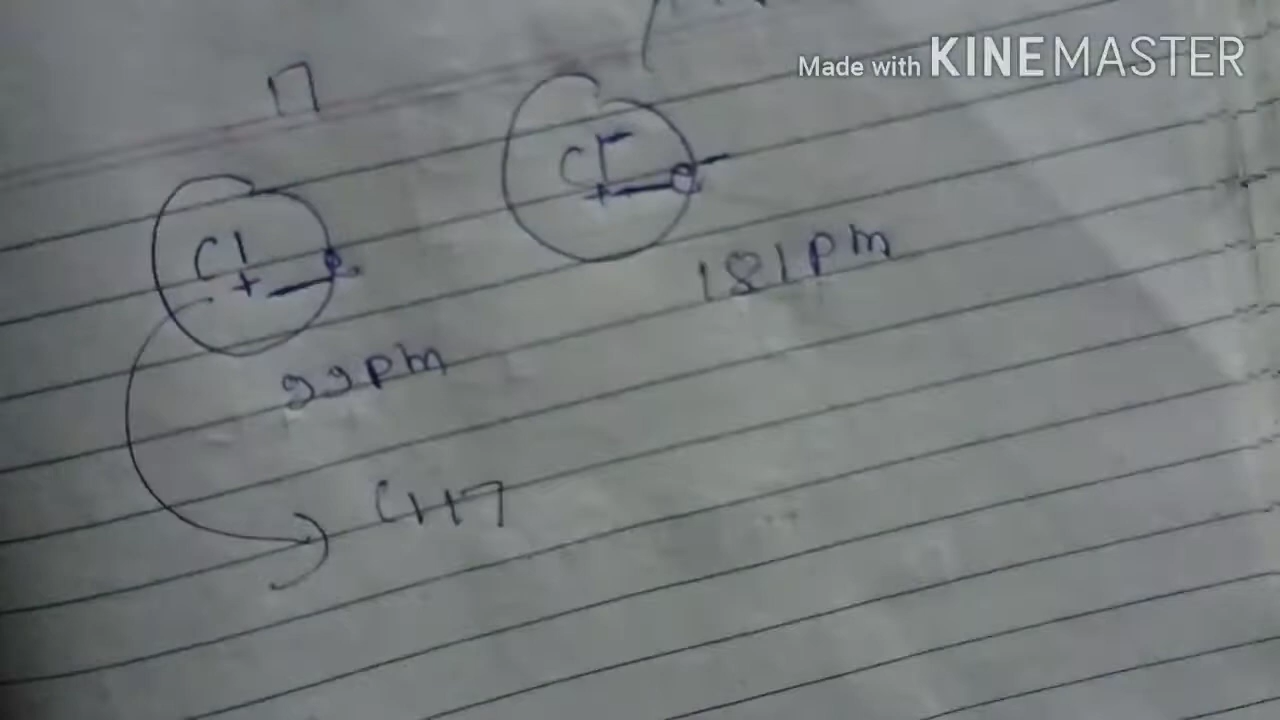 Made with KINEMASTER
17
Cl⁻
+
181pm
Cl
+
99pm
Cl17